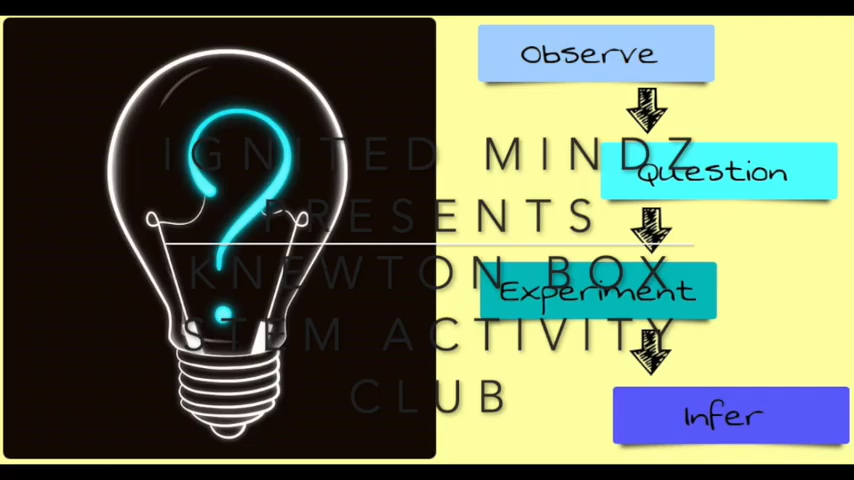 Observe
IGNITED MINDZ
Question
PRESENTS
KNEWTON BOX
Experiment
STEM ACTIVITY
CLUB
Infer